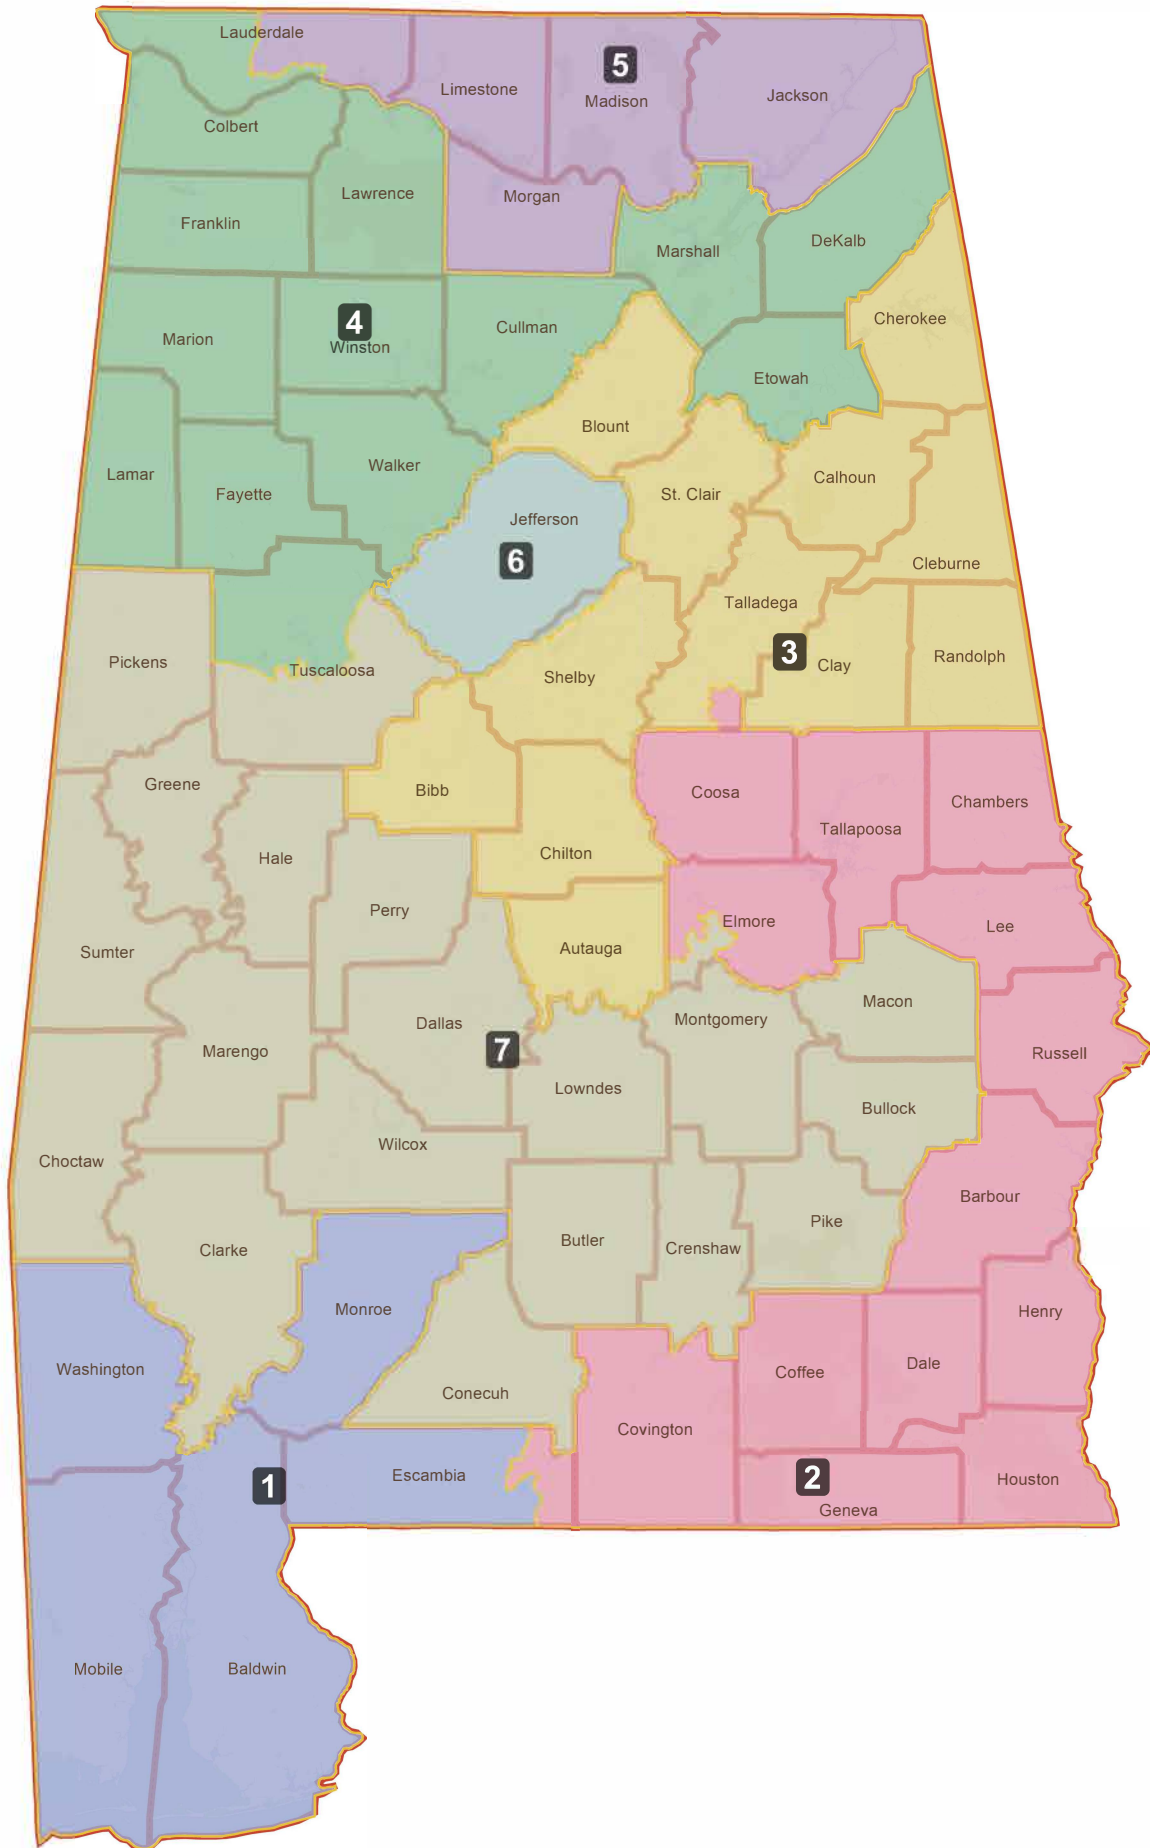 Lauderdale
5
Limestone
Madison
Jackson
Colbert
Lawrence
Morgan
Franklin
Marshall
DeKalb
4
Winston
Marion
Cullman
Cherokee
Etowah
Blount
Lamar
Walker
Fayette
St. Clair
Calhoun
Jefferson
6
Cleburne
Talladega
3
Clay
Randolph
Pickens
Tuscaloosa
Shelby
Greene
Bibb
Coosa
Chambers
Tallapoosa
Hale
Chilton
Perry
Elmore
Lee
Sumter
Autauga
Macon
Dallas
Montgomery
Marengo
7
Russell
Lowndes
Bullock
Wilcox
Choctaw
Barbour
Pike
Clarke
Butler
Crenshaw
Monroe
Henry
Washington
Dale
Coffee
Conecuh
Covington
Escambia
1
2
Houston
Geneva
Mobile
Baldwin